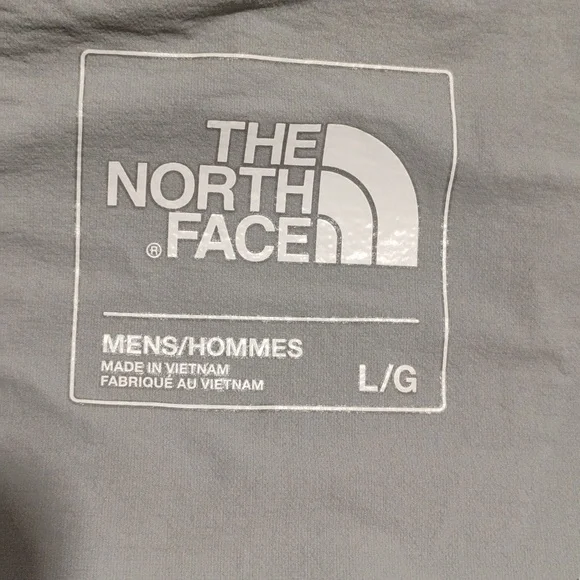 THE
NORTH
® FACE
MENS/HOMMES
MADE IN VIETNAM
FABRIQUÉ AU VIETNAM
L/G